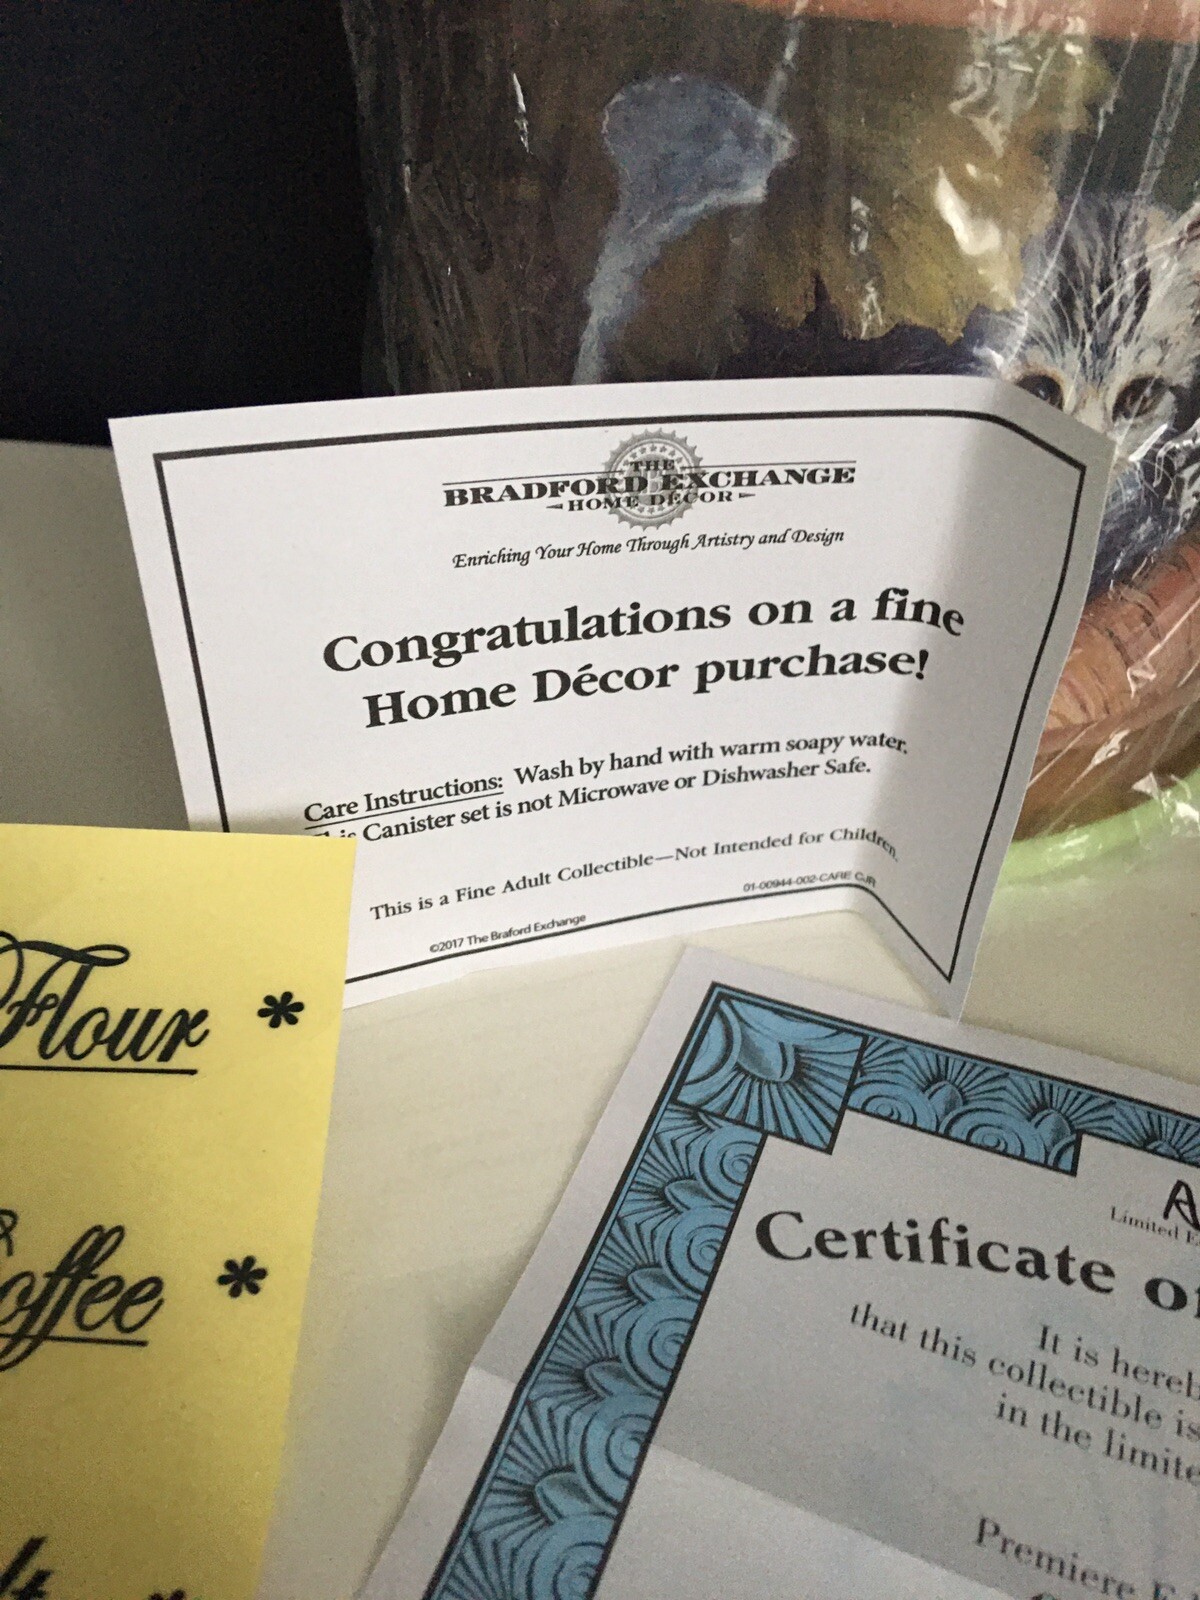 THE
BRADFORD EXCHANGE
HOME DÉCOR
Enriching Your Home Through Artistry and Design
Congratulations on a fine
Home Décor purchase!
Care Instructions: Wash by hand with warm soapy water.
Canister set is not Microwave or Dishwasher Safe.
This is a Fine Adult Collectible—Not Intended for Children.
01-00944-002-CARE CJR
©2017 The Braford Exchange
Flour *
offee *
A
Limited E
Certificate of
It is hereb
that this collectible is
in the limite
Premiere E